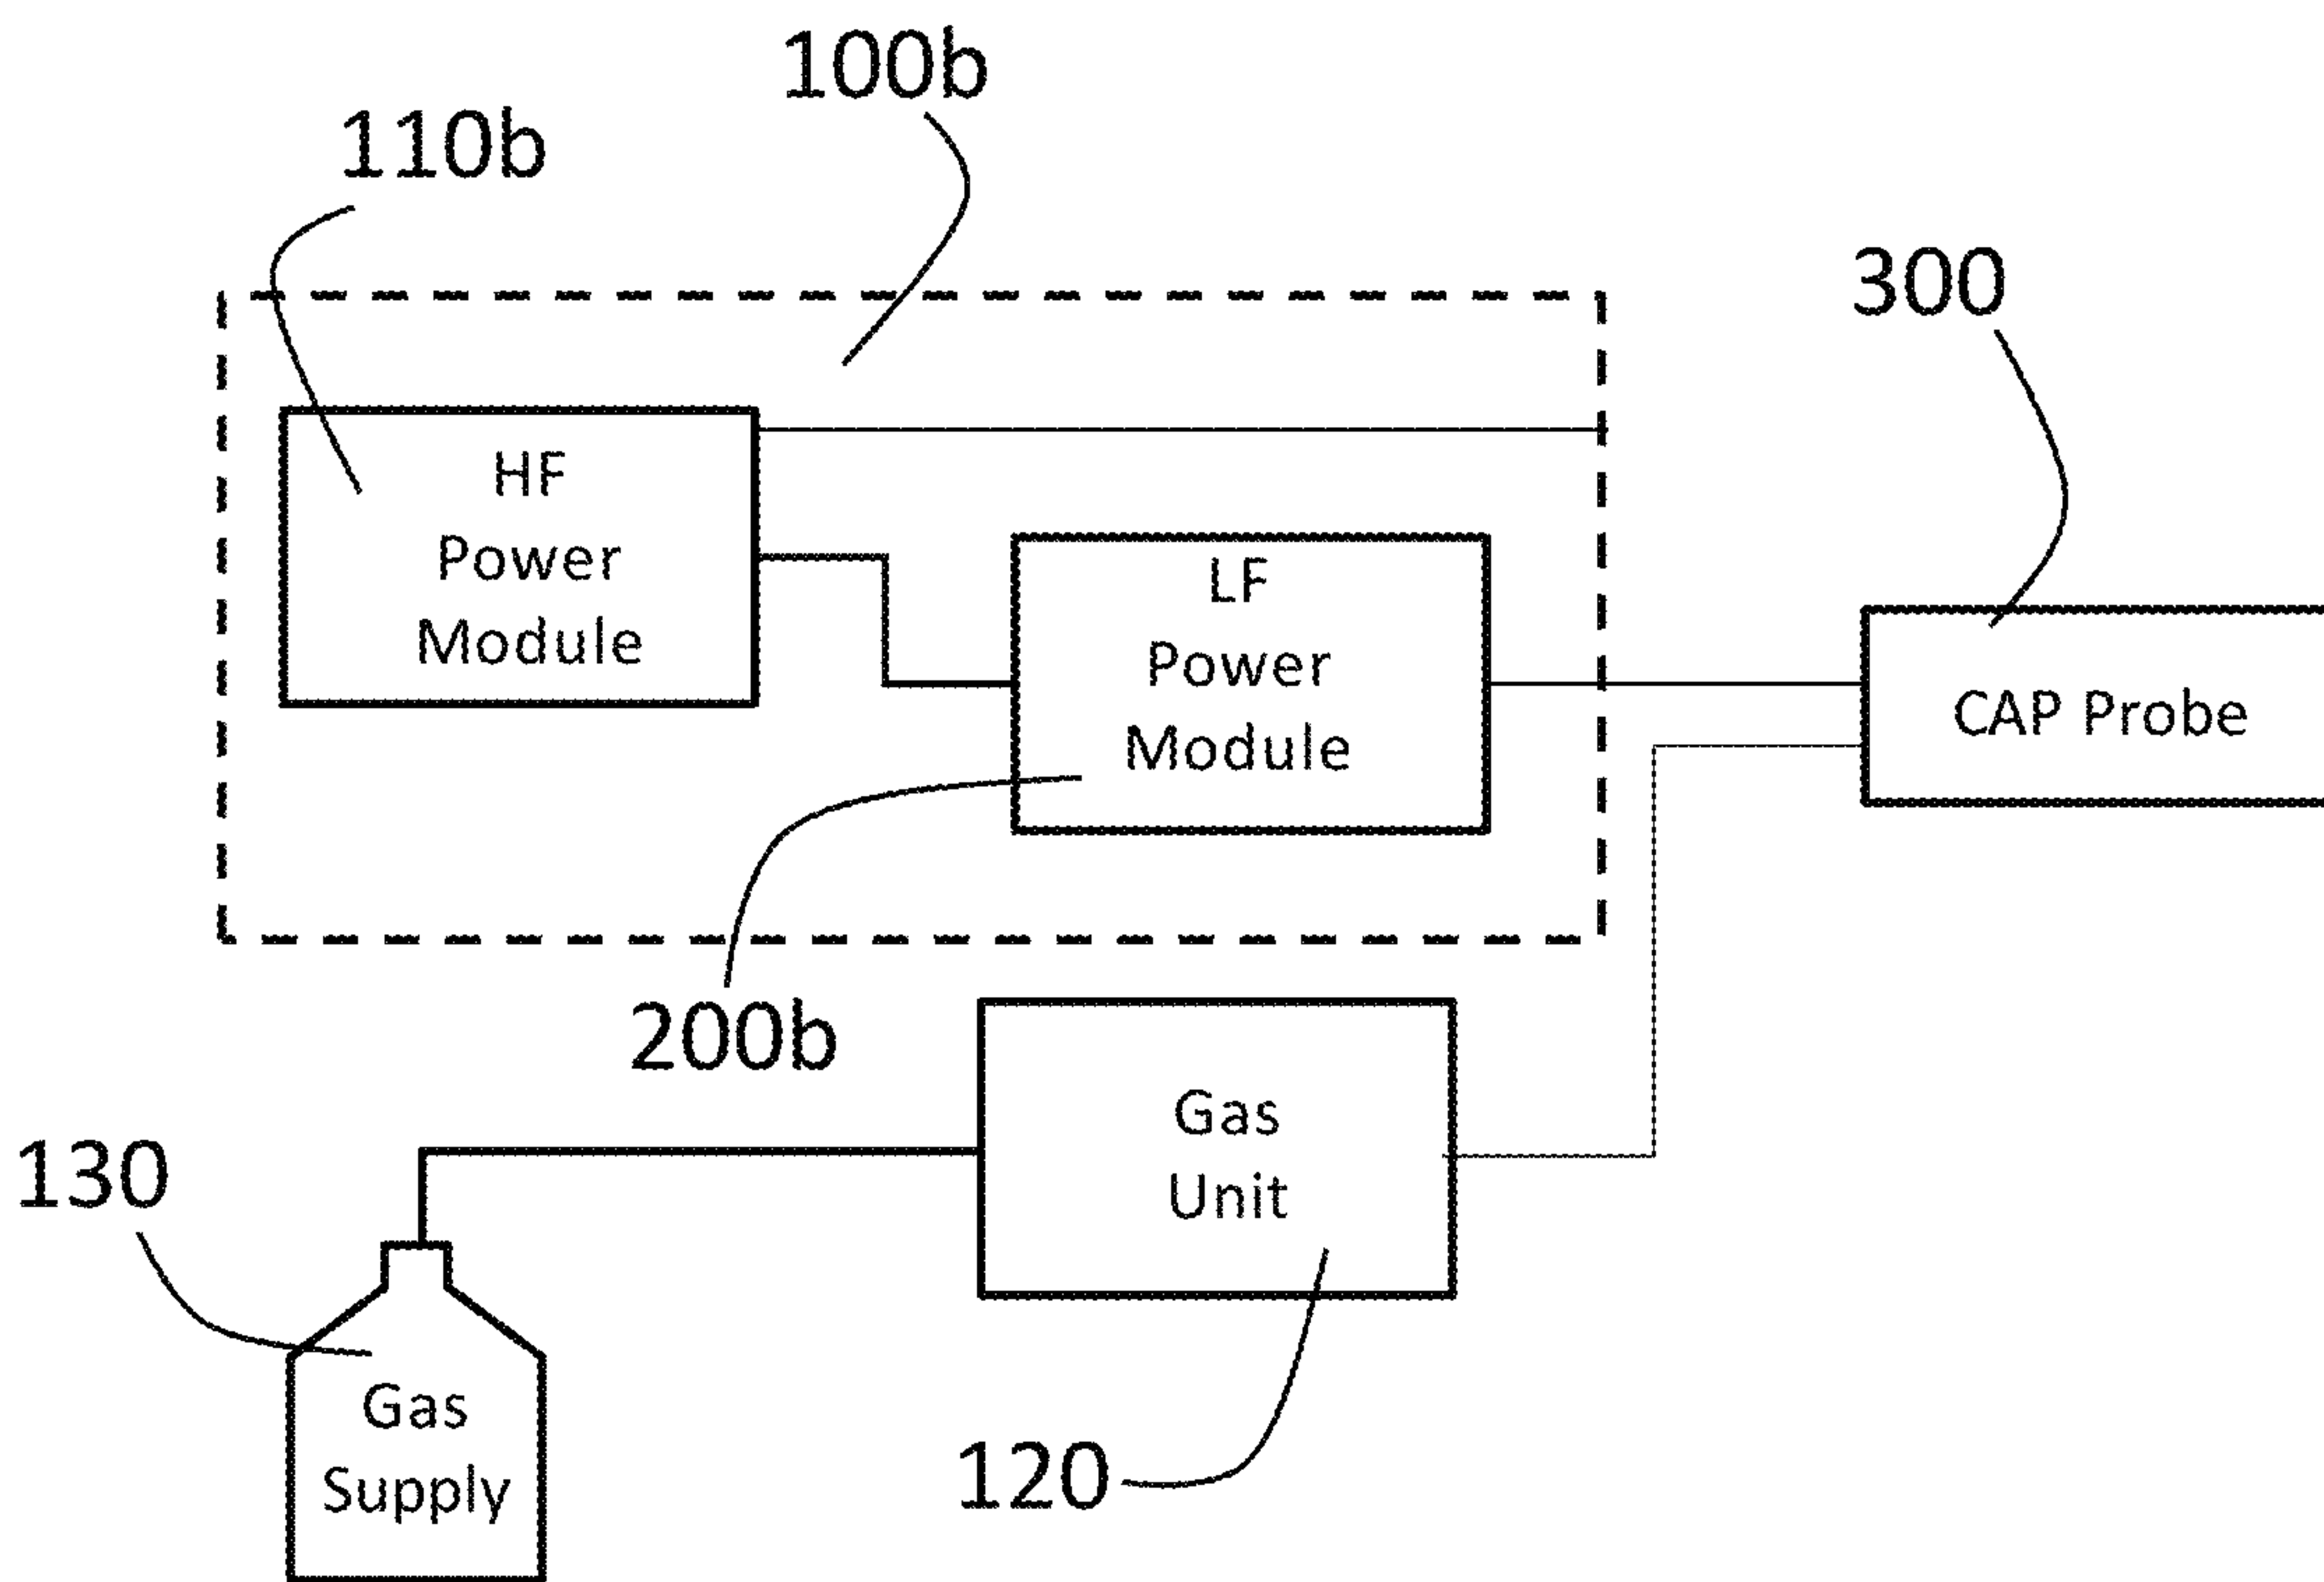 100b
110b
300
HF
Power
Module
LF
Power
Module
CAP Probe
200b
Gas
Unit
130
Gas
Supply
120